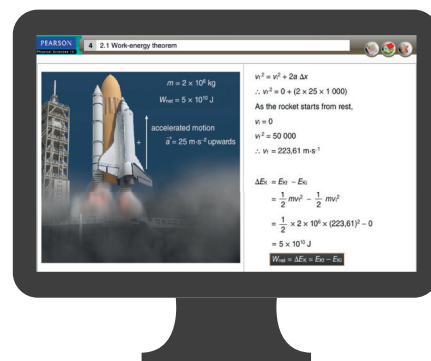 PEARSON
Physical Sciences 12
4 2.1 Work-energy theorem
m = 2 × 10⁶ kg
Wnet = 5 × 10¹⁰ J
accelerated motion
+ a⃗ = 25 m·s⁻² upwards
vf² = vi² + 2a Δx
∴ vf² = 0 + (2 × 25 × 1 000)
As the rocket starts from rest,
vi = 0
vf² = 50 000
∴ vf = 223,61 m·s⁻¹
ΔEK = EKf − EKi
= 1/2 mvf² − 1/2 mvi²
= 1/2 × 2 × 10⁶ × (223,61)² − 0
= 5 × 10¹⁰ J
Wnet = ΔEK = EKf − EKi